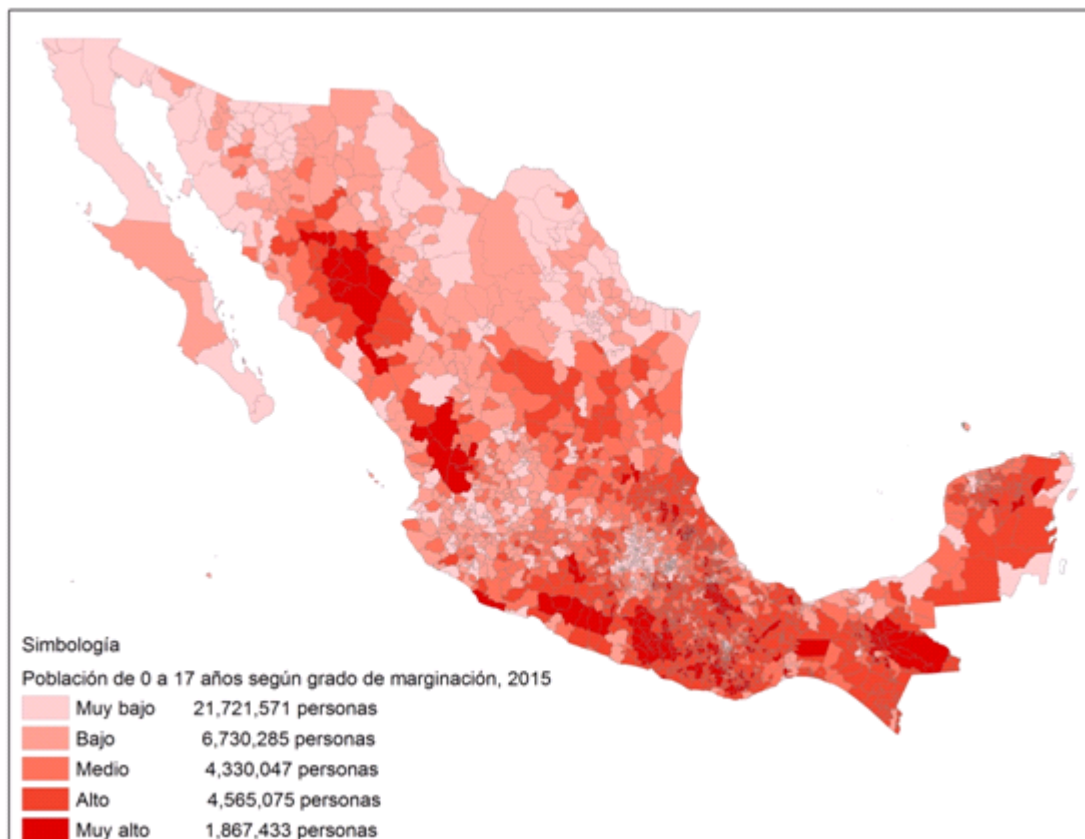 Simbología
Población de 0 a 17 años según grado de marginación, 2015
Muy bajo 21,721,571 personas
Bajo 6,730,285 personas
Medio 4,330,047 personas
Alto 4,565,075 personas
Muy alto 1,867,433 personas